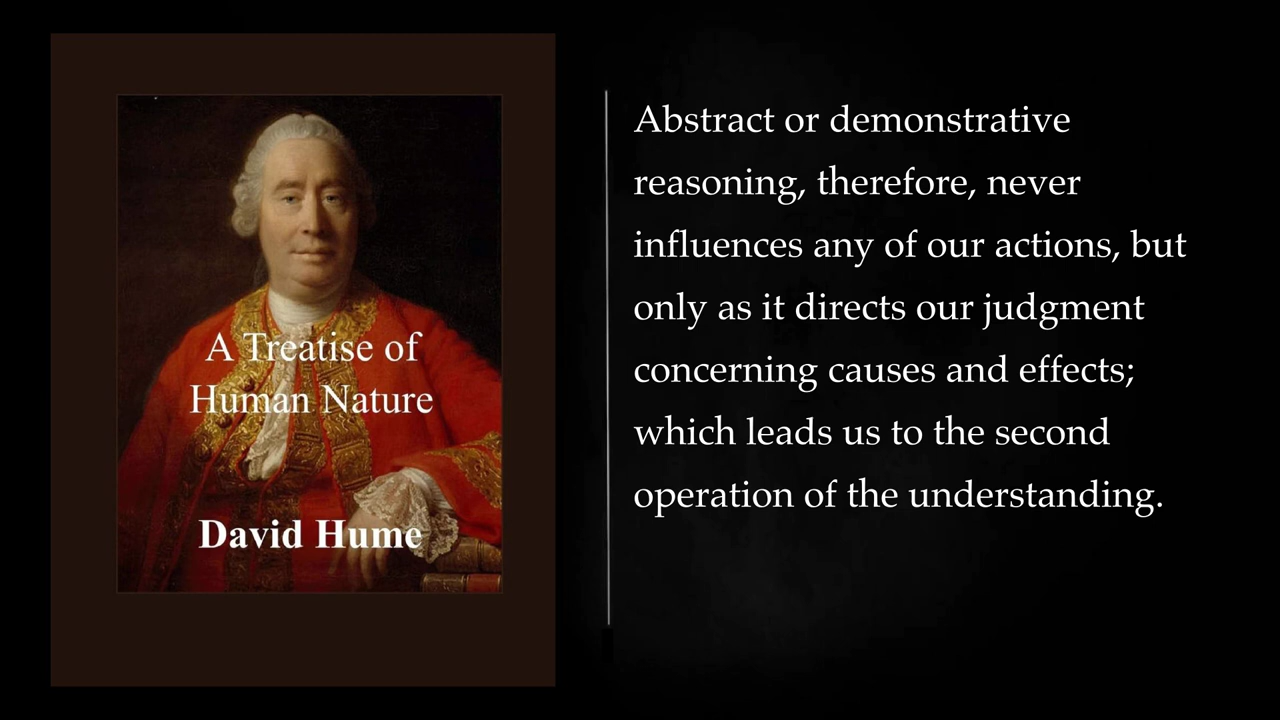 A Treatise of
Human Nature
David Hume
Abstract or demonstrative
reasoning, therefore, never
influences any of our actions, but
only as it directs our judgment
concerning causes and effects;
which leads us to the second
operation of the understanding.